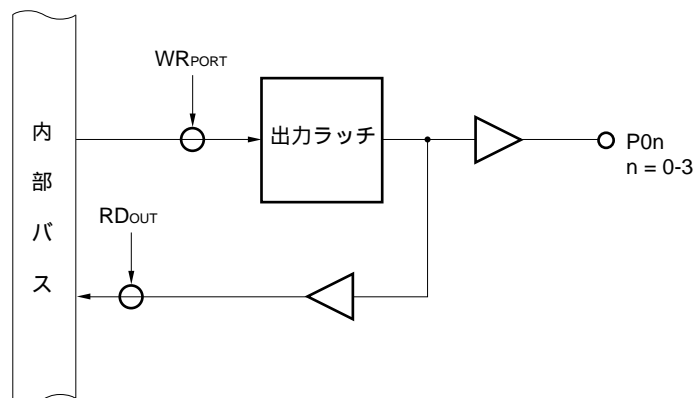 WRPORT
内部バス
出力ラッチ
P0n
n = 0-3
RDOUT